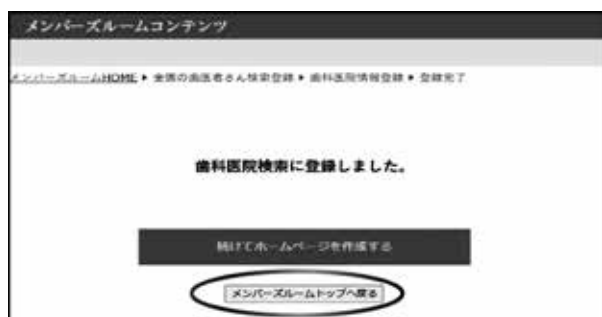 メンバーズルームコンテンツ
メンバーズルームHOME ▶ 全国の歯医者さん検索登録 ▶ 歯科医院情報登録 ▶ 登録完了
歯科医院検索に登録しました。
続けてホームページを作成する
メンバーズルームトップへ戻る